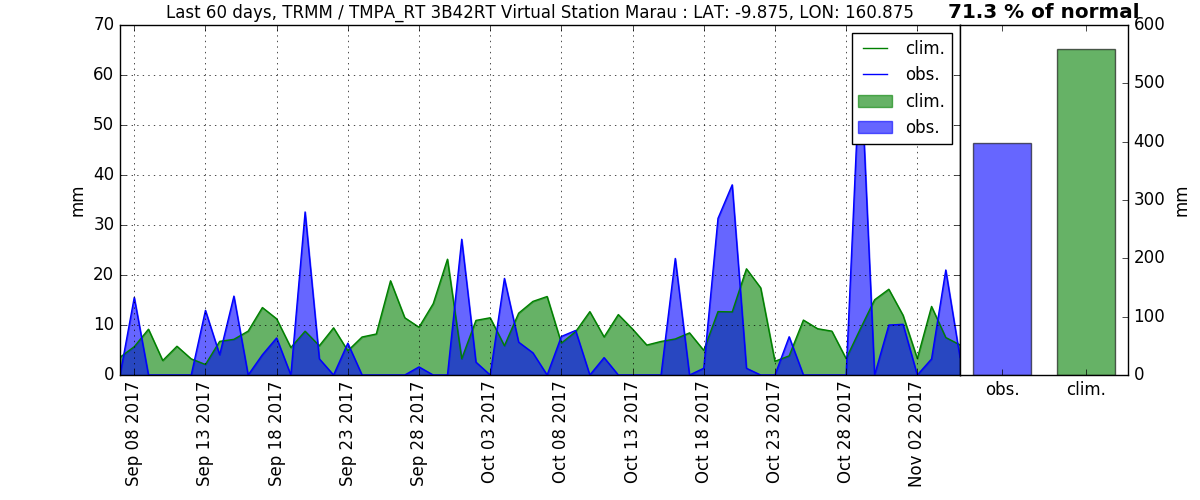 Last 60 days, TRMM / TMPA_RT 3B42RT Virtual Station Marau : LAT: -9.875, LON: 160.875
71.3 % of normal
70
60
50
40
30
20
10
0
mm
clim.
obs.
clim.
obs.
600
500
400
300
200
100
0
mm
Sep 08 2017
Sep 13 2017
Sep 18 2017
Sep 23 2017
Sep 28 2017
Oct 03 2017
Oct 08 2017
Oct 13 2017
Oct 18 2017
Oct 23 2017
Oct 28 2017
Nov 02 2017
obs.
clim.